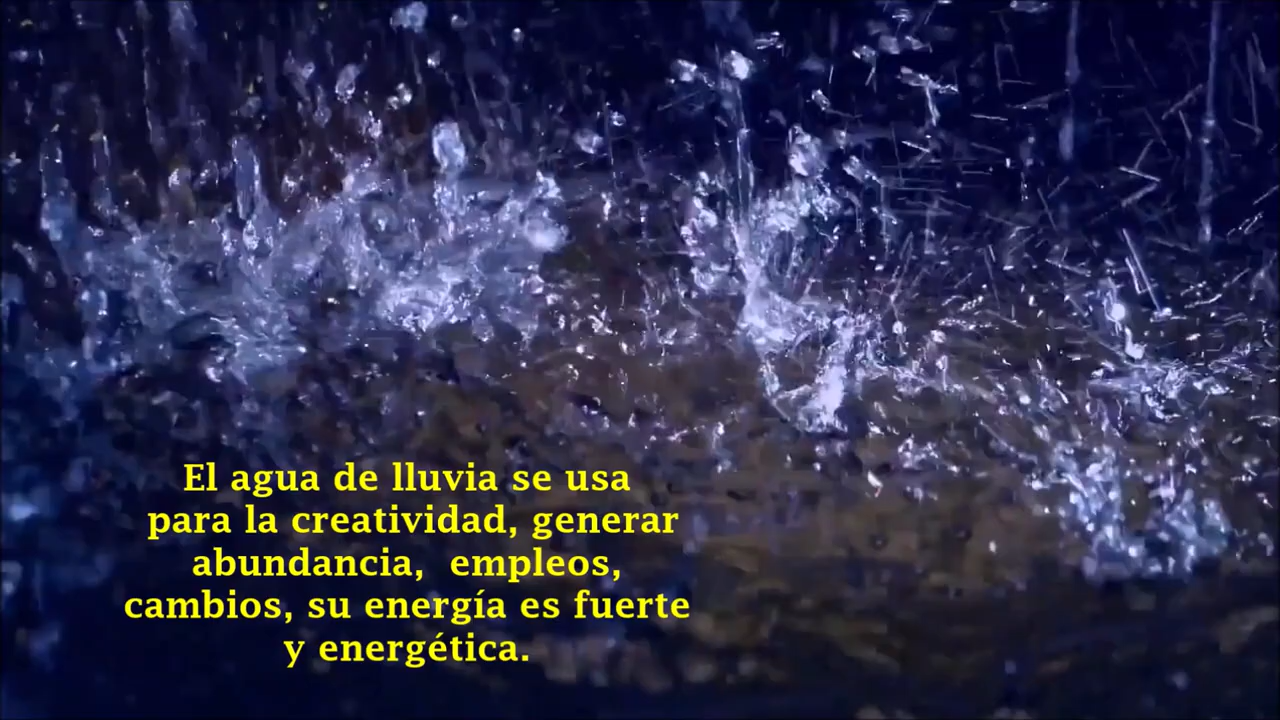 El agua de lluvia se usa
para la creatividad, generar
abundancia, empleos,
cambios, su energía es fuerte
y energética.